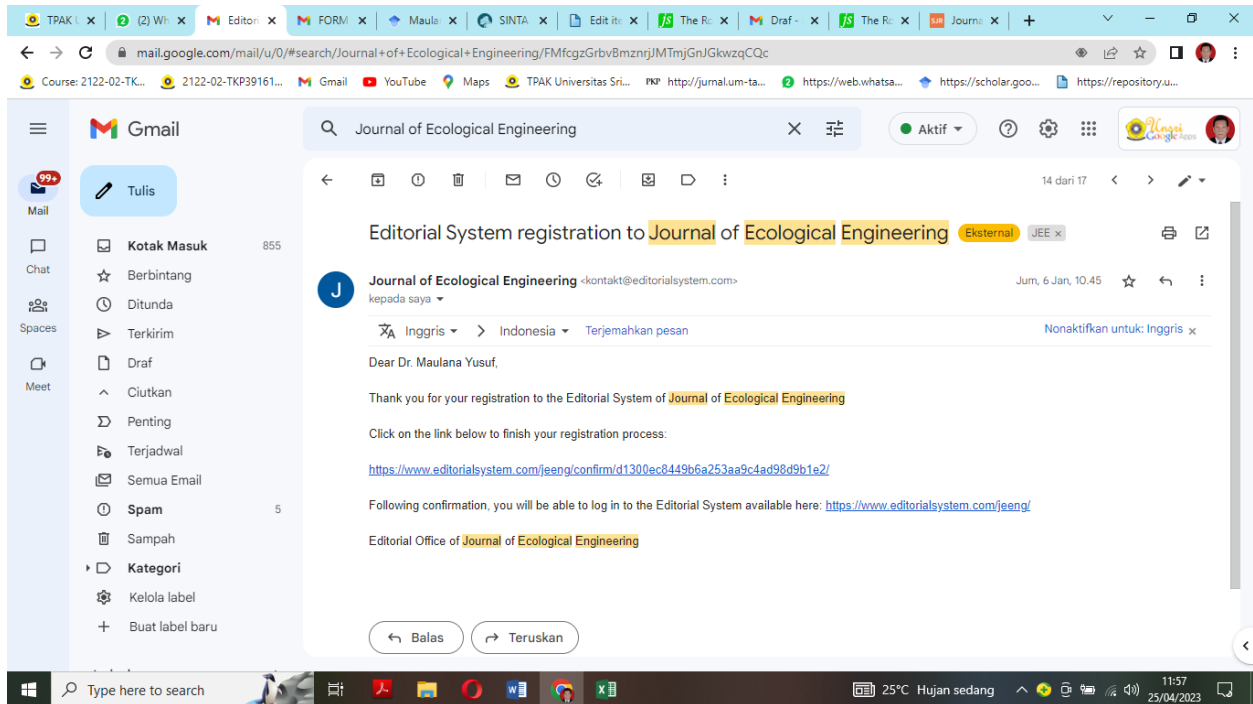 TPAK U
(2) Wh
Editori
FORM
Maula
SINTA
Edit ite
The Ro
Draf -
The Ro
Journa
mail.google.com/mail/u/0/#search/Journal+of+Ecological+Engineering/FMfcgzGrbvBmznrjJMTmjGnJGkwzqCQc
Course: 2122-02-TK...
2122-02-TKP39161...
Gmail
YouTube
Maps
TPAK Universitas Sri...
PKP http://jurnal.um-ta...
https://web.whatsa...
https://scholar.goo...
https://repository.u...
Gmail
Journal of Ecological Engineering
Aktif
Unsri
Google Apps
99+
Mail
Chat
Spaces
Meet
Tulis
Kotak Masuk 855
Berbintang
Ditunda
Terkirim
Draf
Ciutkan
Penting
Terjadwal
Semua Email
Spam 5
Sampah
Kategori
Kelola label
Buat label baru
14 dari 17
Editorial System registration to Journal of Ecological Engineering Eksternal JEE ×
J
Journal of Ecological Engineering <kontakt@editorialsystem.com>
Jum, 6 Jan, 10.45
kepada saya
Inggris > Indonesia Terjemahkan pesan
Nonaktifkan untuk: Inggris ×
Dear Dr. Maulana Yusuf,
Thank you for your registration to the Editorial System of Journal of Ecological Engineering
Click on the link below to finish your registration process:
https://www.editorialsystem.com/jeeng/confirm/d1300ec8449b6a253aa9c4ad98d9b1e2/
Following confirmation, you will be able to log in to the Editorial System available here: https://www.editorialsystem.com/jeeng/
Editorial Office of Journal of Ecological Engineering
Balas
Teruskan
Type here to search
25°C Hujan sedang
11:57
25/04/2023